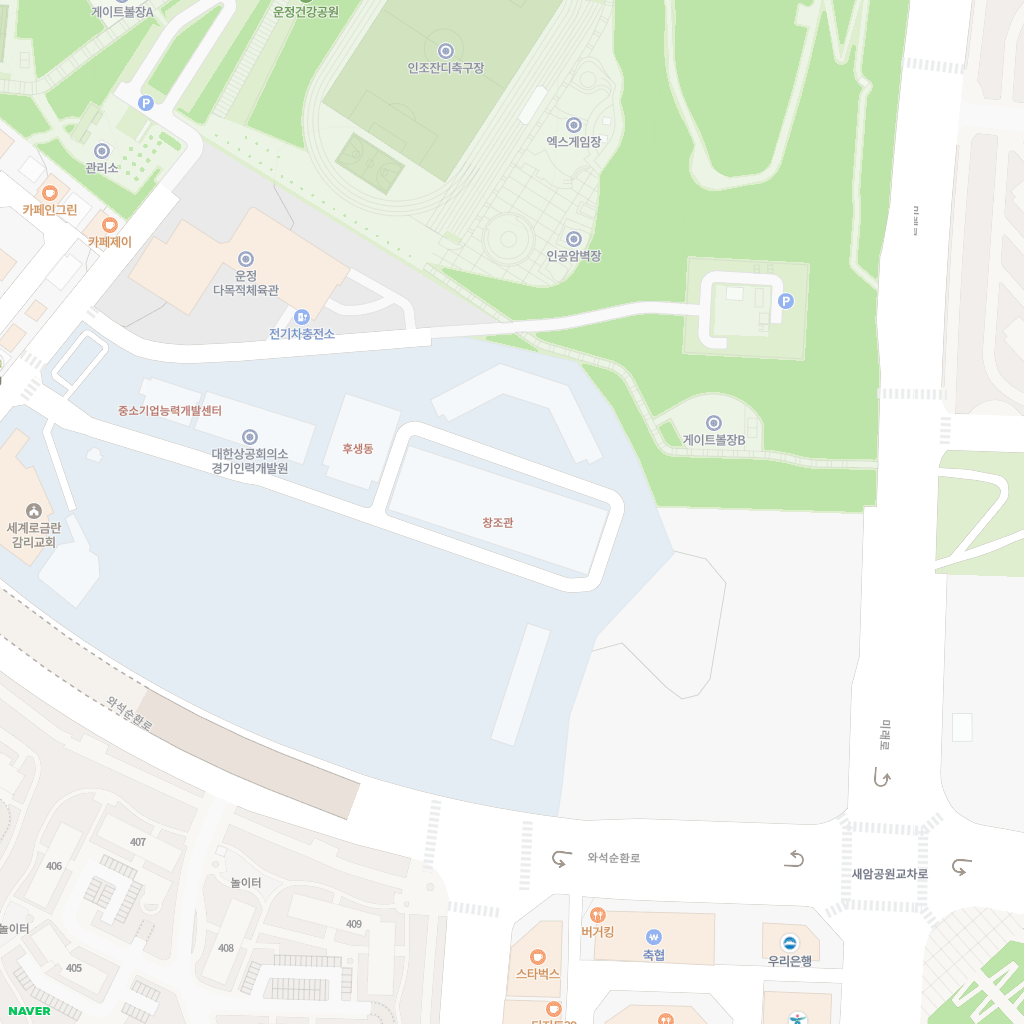 게이트볼장A
운정건강공원
인조잔디축구장
P
엑스게임장
관리소
카페인그린
카페제이
인공암벽장
운정
다목적체육관
전기차충전소
P
중소기업능력개발센터
대한상공회의소
경기인력개발원
후생동
게이트볼장B
창조관
세계로금란
감리교회
와석순환로
미래로
407
406
놀이터
409
408
놀이터
405
와석순환로
새암공원교차로
버거킹
축협
우리은행
스타벅스
NAVER